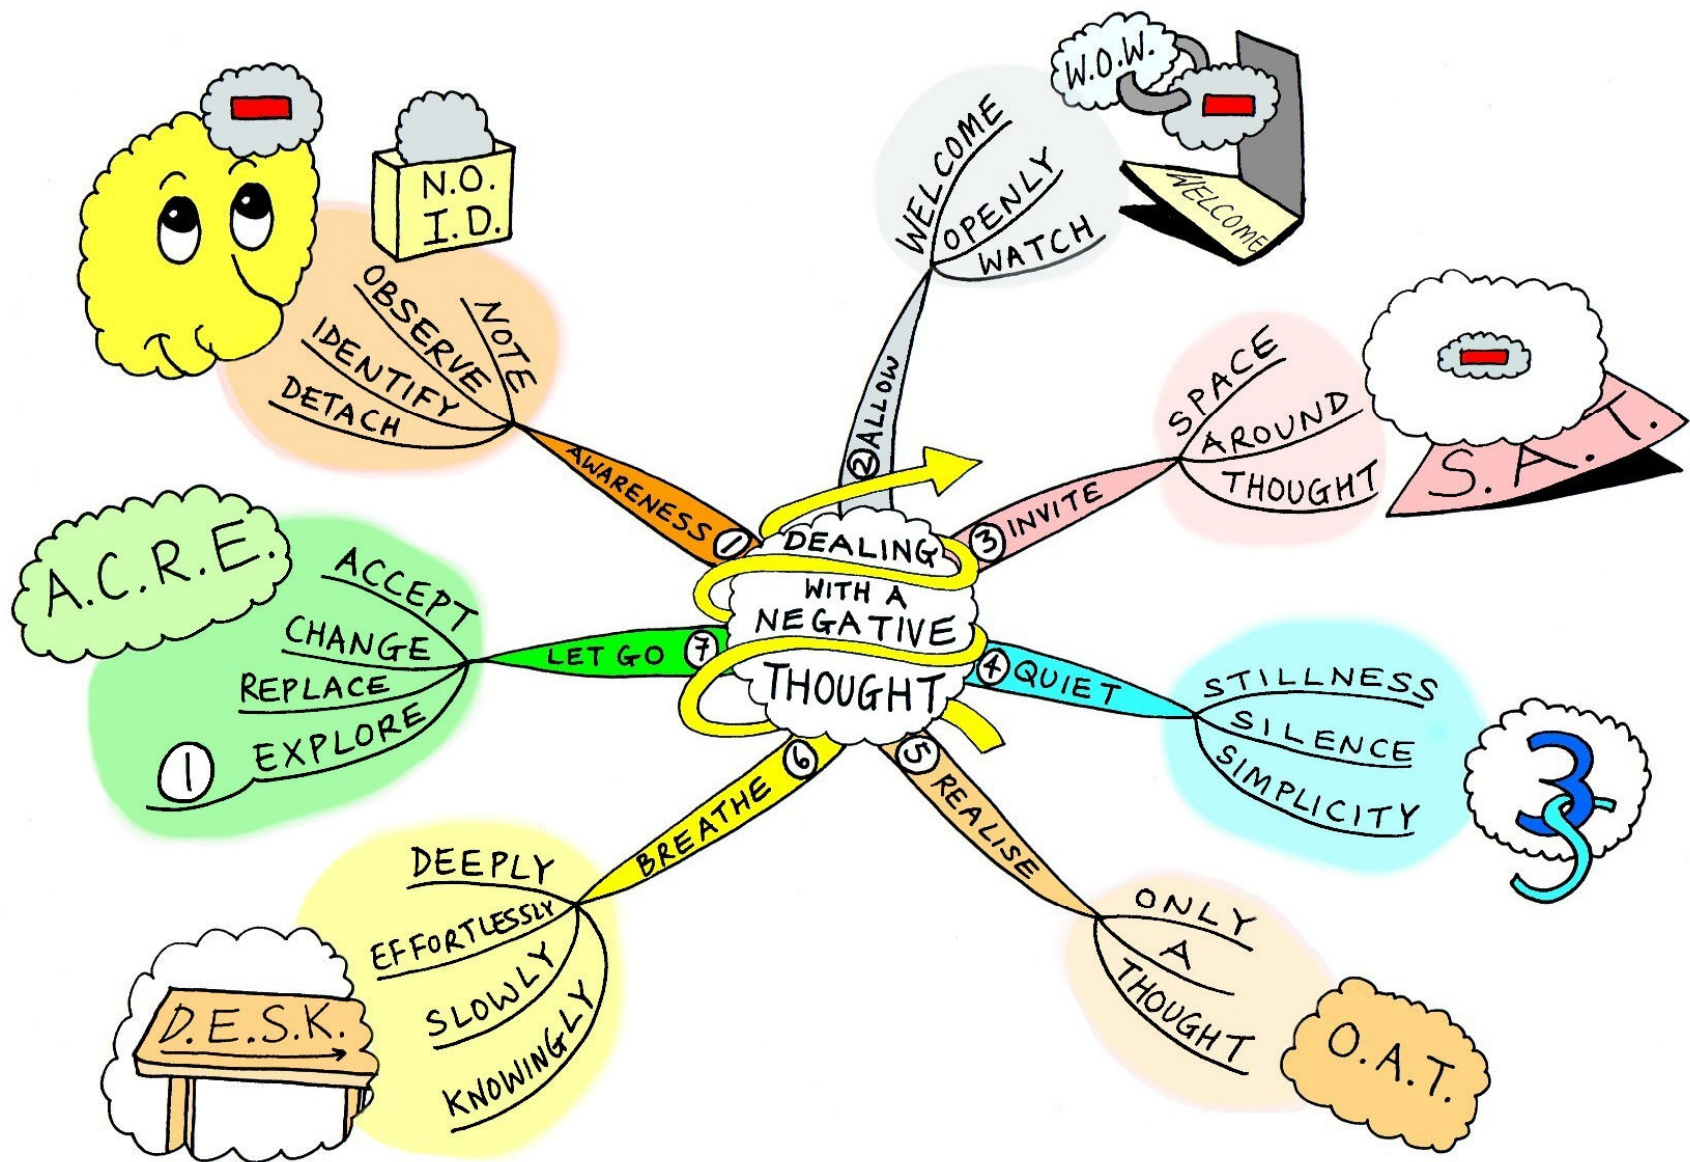 DEALING
WITH A
NEGATIVE
THOUGHT
1 AWARENESS
NOTE
OBSERVE
IDENTIFY
DETACH
N.O.
I.D.
2 ALLOW
WELCOME
OPENLY
WATCH
W.O.W.
WELCOME
3 INVITE
SPACE
AROUND
THOUGHT
S.A.T.
4 QUIET
STILLNESS
SILENCE
SIMPLICITY
3S
5 REALISE
ONLY
A
THOUGHT
O.A.T.
6 BREATHE
DEEPLY
EFFORTLESSLY
SLOWLY
KNOWINGLY
D.E.S.K.
7 LET GO
ACCEPT
CHANGE
REPLACE
EXPLORE
1
A.C.R.E.